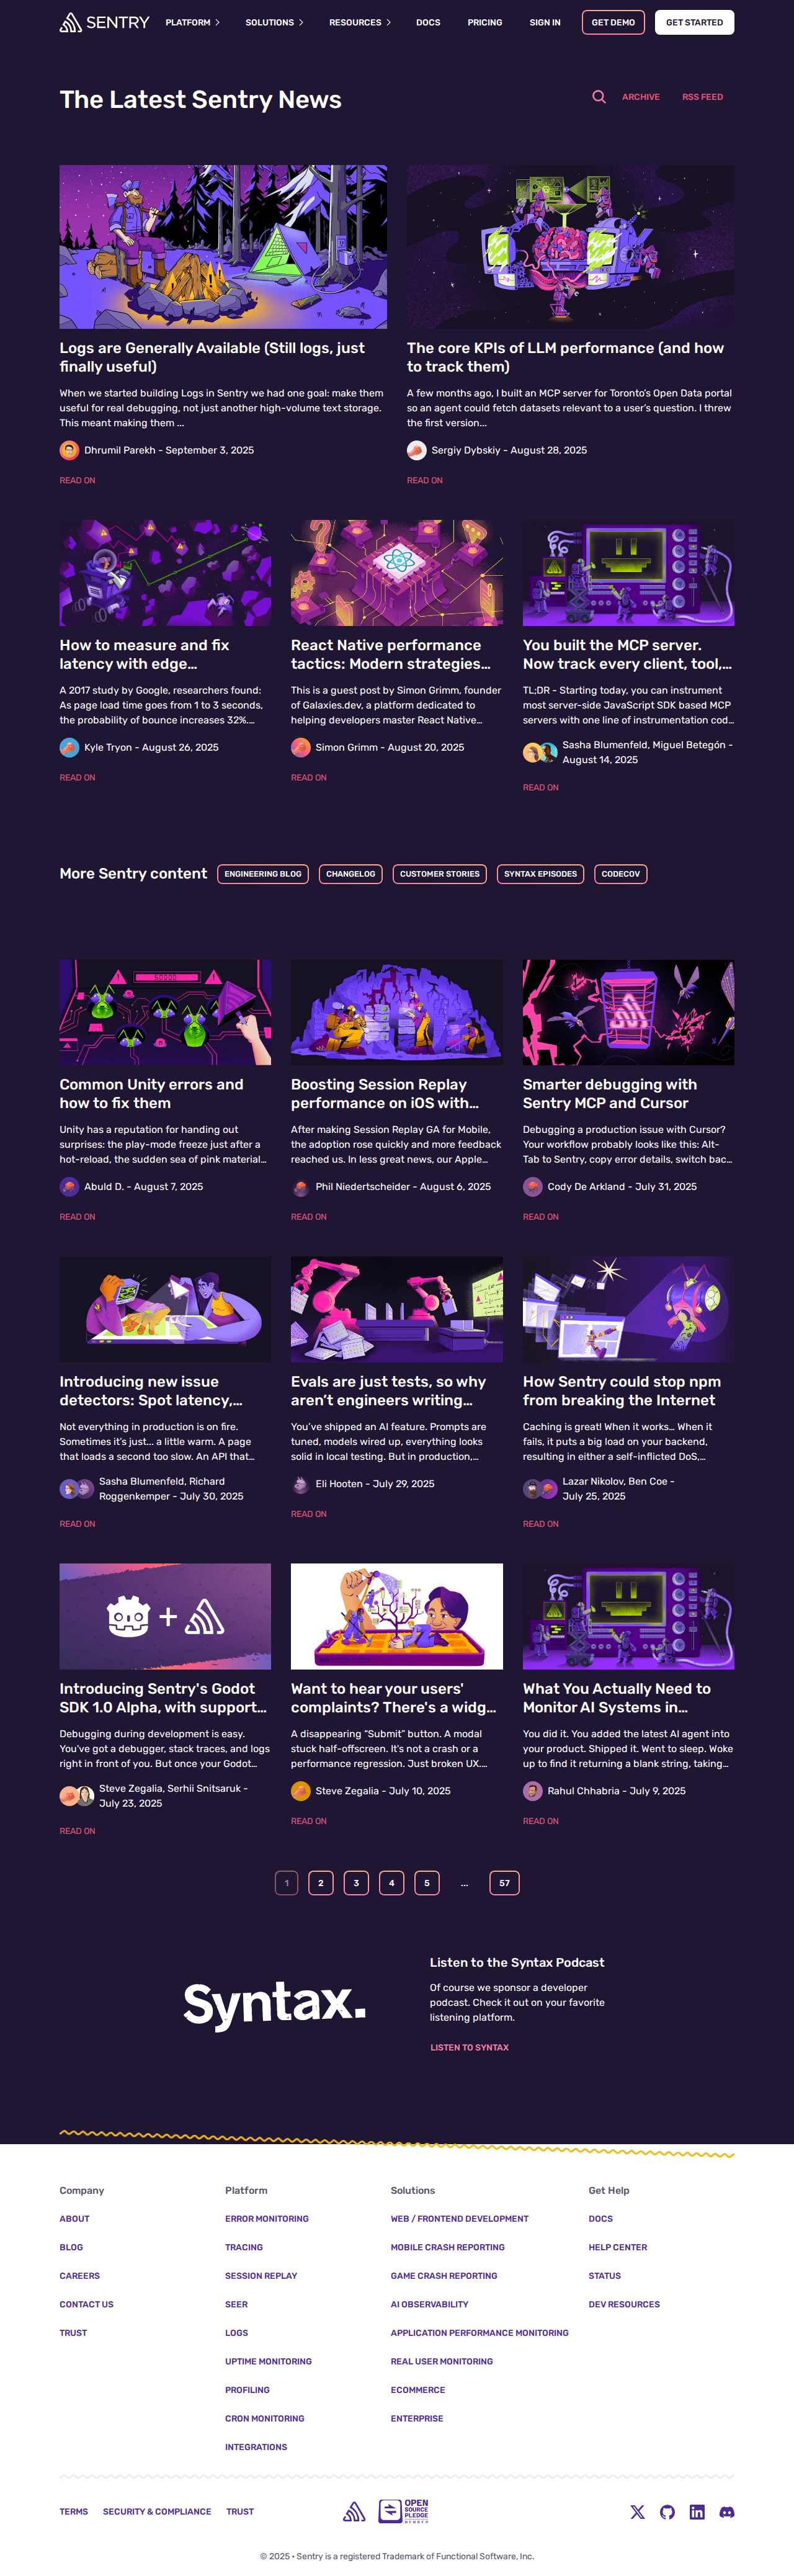 SENTRY PLATFORM SOLUTIONS RESOURCES DOCS PRICING SIGN IN GET DEMO GET STARTED
The Latest Sentry News
ARCHIVE RSS FEED
Logs are Generally Available (Still logs, just
finally useful)
When we started building Logs in Sentry we had one goal: make them
useful for real debugging, not just another high-volume text storage.
This meant making them ...
Dhrumil Parekh - September 3, 2025
READ ON
The core KPIs of LLM performance (and how
to track them)
A few months ago, I built an MCP server for Toronto's Open Data portal
so an agent could fetch datasets relevant to a user's question. I threw
the first version...
Sergiy Dybskiy - August 28, 2025
READ ON
How to measure and fix
latency with edge...
A 2017 study by Google, researchers found:
As page load time goes from 1 to 3 seconds,
the probability of bounce increases 32%....
Kyle Tryon - August 26, 2025
READ ON
React Native performance
tactics: Modern strategies...
This is a guest post by Simon Grimm, founder
of Galaxies.dev, a platform dedicated to
helping developers master React Native...
Simon Grimm - August 20, 2025
READ ON
You built the MCP server.
Now track every client, tool,...
TL;DR - Starting today, you can instrument
most server-side JavaScript SDK based MCP
servers with one line of instrumentation cod...
Sasha Blumenfeld, Miguel Betegón -
August 14, 2025
READ ON
More Sentry content
ENGINEERING BLOG CHANGELOG CUSTOMER STORIES SYNTAX EPISODES CODECOV
Common Unity errors and
how to fix them
Unity has a reputation for handing out
surprises: the play-mode freeze just after a
hot-reload, the sudden sea of pink material...
Abuld D. - August 7, 2025
READ ON
Boosting Session Replay
performance on iOS with...
After making Session Replay GA for Mobile,
the adoption rose quickly and more feedback
reached us. In less great news, our Apple...
Phil Niedertscheider - August 6, 2025
READ ON
Smarter debugging with
Sentry MCP and Cursor
Debugging a production issue with Cursor?
Your workflow probably looks like this: Alt-
Tab to Sentry, copy error details, switch bac...
Cody De Arkland - July 31, 2025
READ ON
Introducing new issue
detectors: Spot latency,...
Not everything in production is on fire.
Sometimes it's just... a little warm. A page
that loads a second too slow. An API that...
Sasha Blumenfeld, Richard
Roggenkemper - July 30, 2025
READ ON
Evals are just tests, so why
aren't engineers writing...
You've shipped an AI feature. Prompts are
tuned, models wired up, everything looks
solid in local testing. But in production,...
Eli Hooten - July 29, 2025
READ ON
How Sentry could stop npm
from breaking the Internet
Caching is great! When it works... When it
fails, it puts a big load on your backend,
resulting in either a self-inflicted DoS,...
Lazar Nikolov, Ben Coe -
July 25, 2025
READ ON
Introducing Sentry's Godot
SDK 1.0 Alpha, with support...
Debugging during development is easy.
You've got a debugger, stack traces, and logs
right in front of you. But once your Godot...
Steve Zegalia, Serhii Snitsaruk -
July 23, 2025
READ ON
Want to hear your users'
complaints? There's a widg...
A disappearing "Submit" button. A modal
stuck half-offscreen. It's not a crash or a
performance regression. Just broken UX....
Steve Zegalia - July 10, 2025
READ ON
What You Actually Need to
Monitor AI Systems in...
You did it. You added the latest AI agent into
your product. Shipped it. Went to sleep. Woke
up to find it returning a blank string, taking...
Rahul Chhabria - July 9, 2025
READ ON
1 2 3 4 5 ... 57
Syntax.
Listen to the Syntax Podcast
Of course we sponsor a developer
podcast. Check it out on your favorite
listening platform.
LISTEN TO SYNTAX
Company
ABOUT
BLOG
CAREERS
CONTACT US
TRUST
Platform
ERROR MONITORING
TRACING
SESSION REPLAY
SEER
LOGS
UPTIME MONITORING
PROFILING
CRON MONITORING
INTEGRATIONS
Solutions
WEB / FRONTEND DEVELOPMENT
MOBILE CRASH REPORTING
GAME CRASH REPORTING
AI OBSERVABILITY
APPLICATION PERFORMANCE MONITORING
REAL USER MONITORING
ECOMMERCE
ENTERPRISE
Get Help
DOCS
HELP CENTER
STATUS
DEV RESOURCES
TERMS SECURITY & COMPLIANCE TRUST
OPEN
SOURCE
PLEDGE
MEMBER
© 2025 • Sentry is a registered Trademark of Functional Software, Inc.